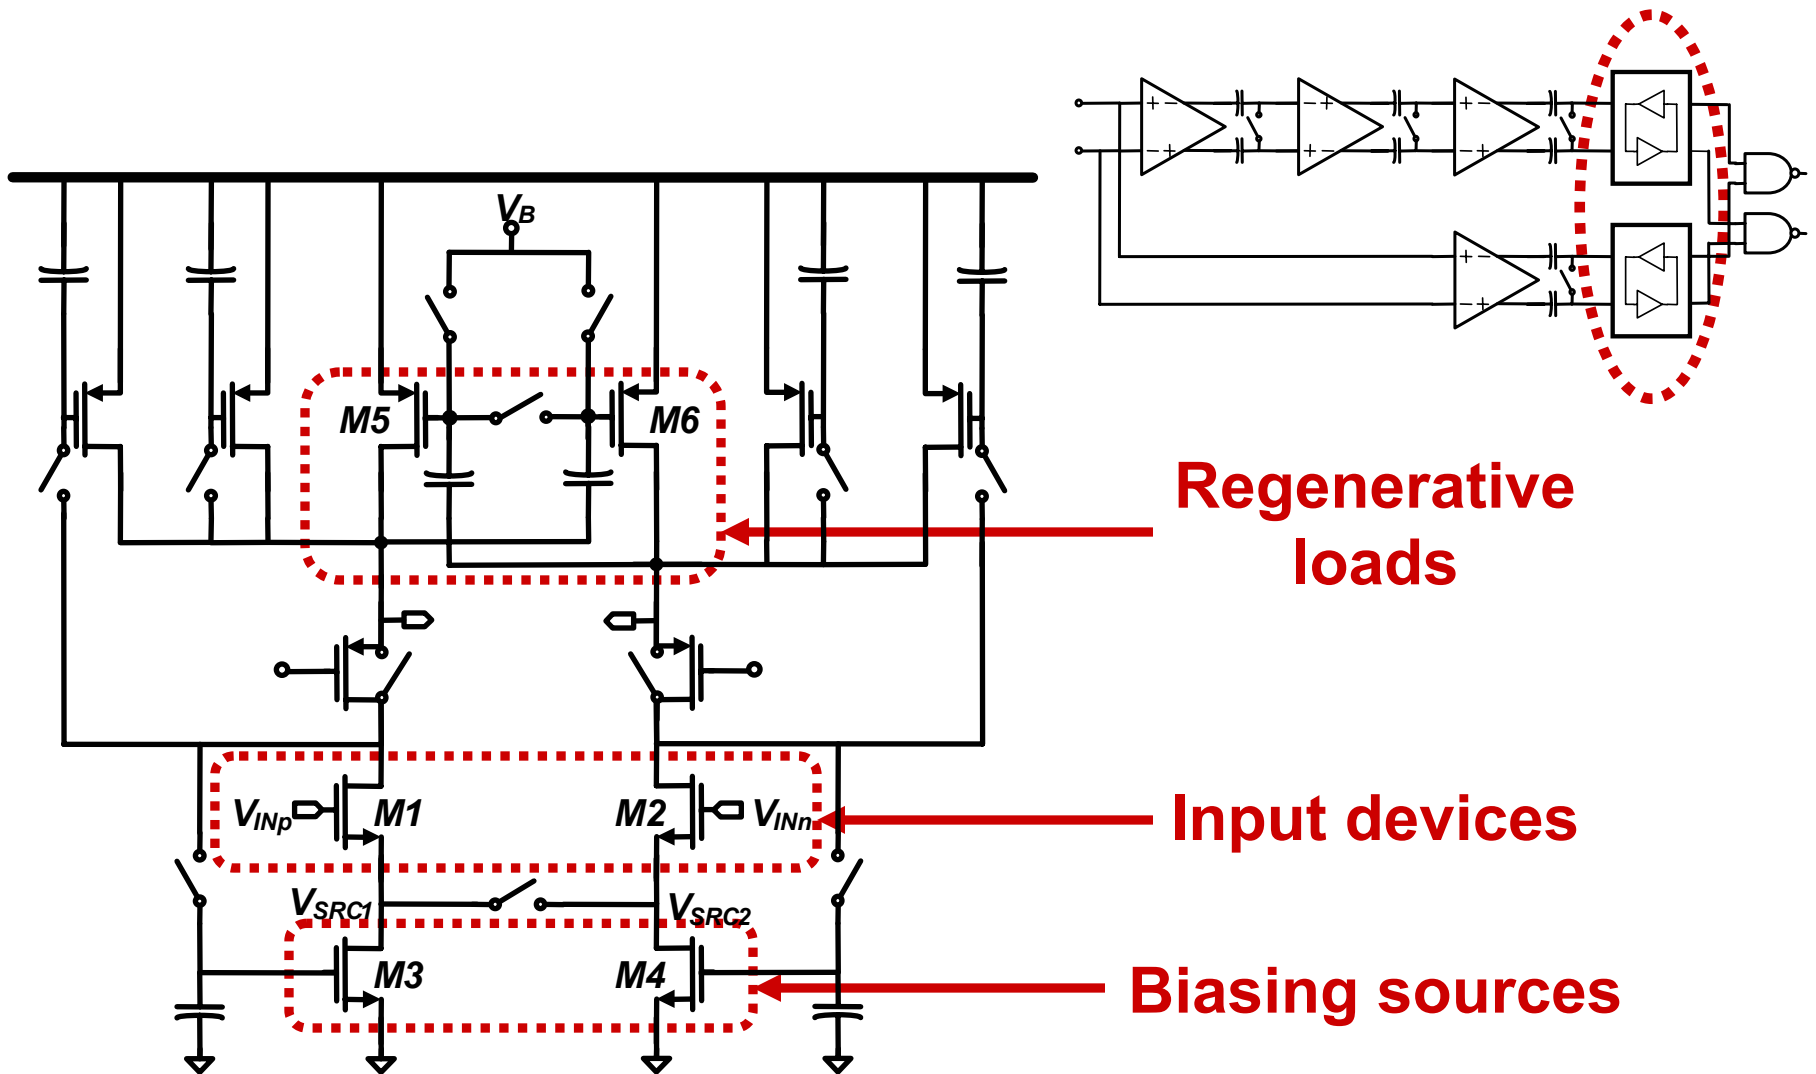 VB
M5
M6
Regenerative
loads
VINp
M1
M2
VINn
Input devices
VSRC1
VSRC2
M3
M4
Biasing sources
+ −
− +
+ −
− +
+ −
− +
+ −
− +